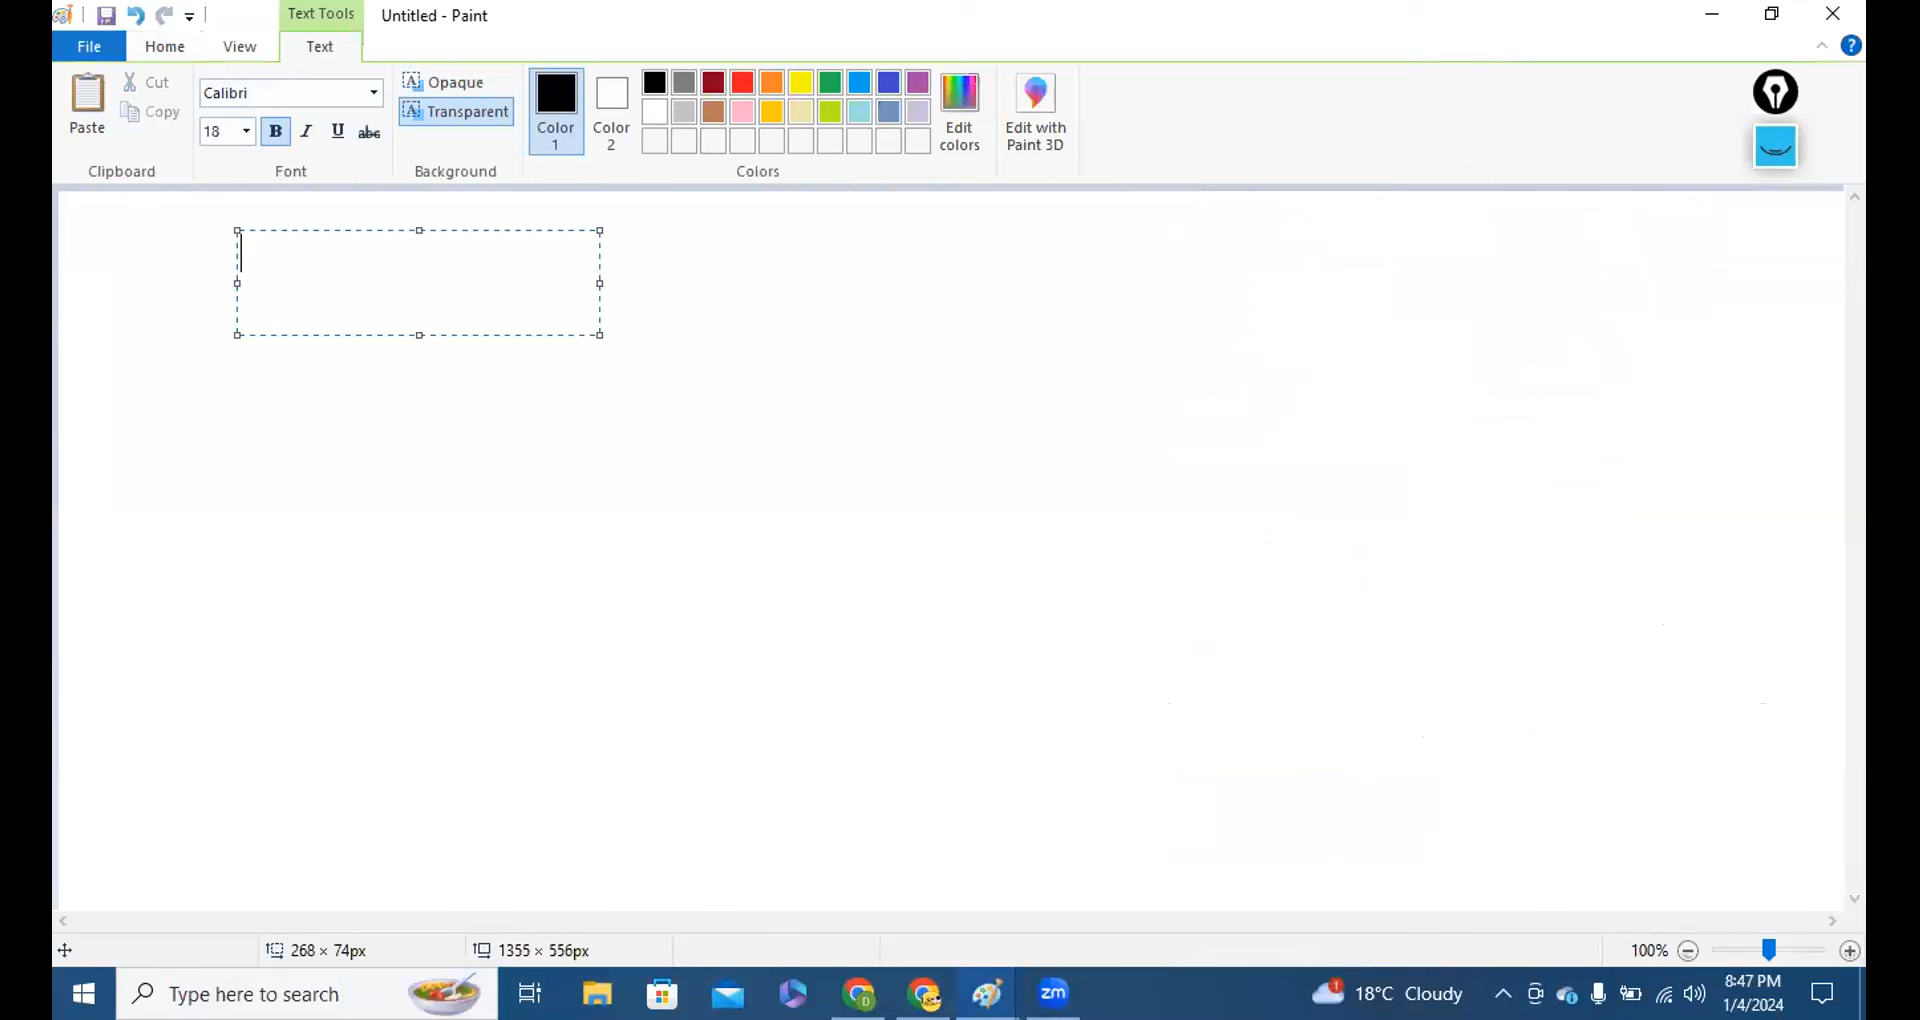 Text Tools Untitled - Paint
File Home View Text
Paste Cut Copy Clipboard
Calibri
18 B I U abc
Font
Opaque
Transparent
Background
Color 1 Color 2
Edit colors
Colors
Edit with Paint 3D
268 × 74px 1355 × 556px 100%
Type here to search D zm 1 18°C Cloudy 8:47 PM
1/4/2024